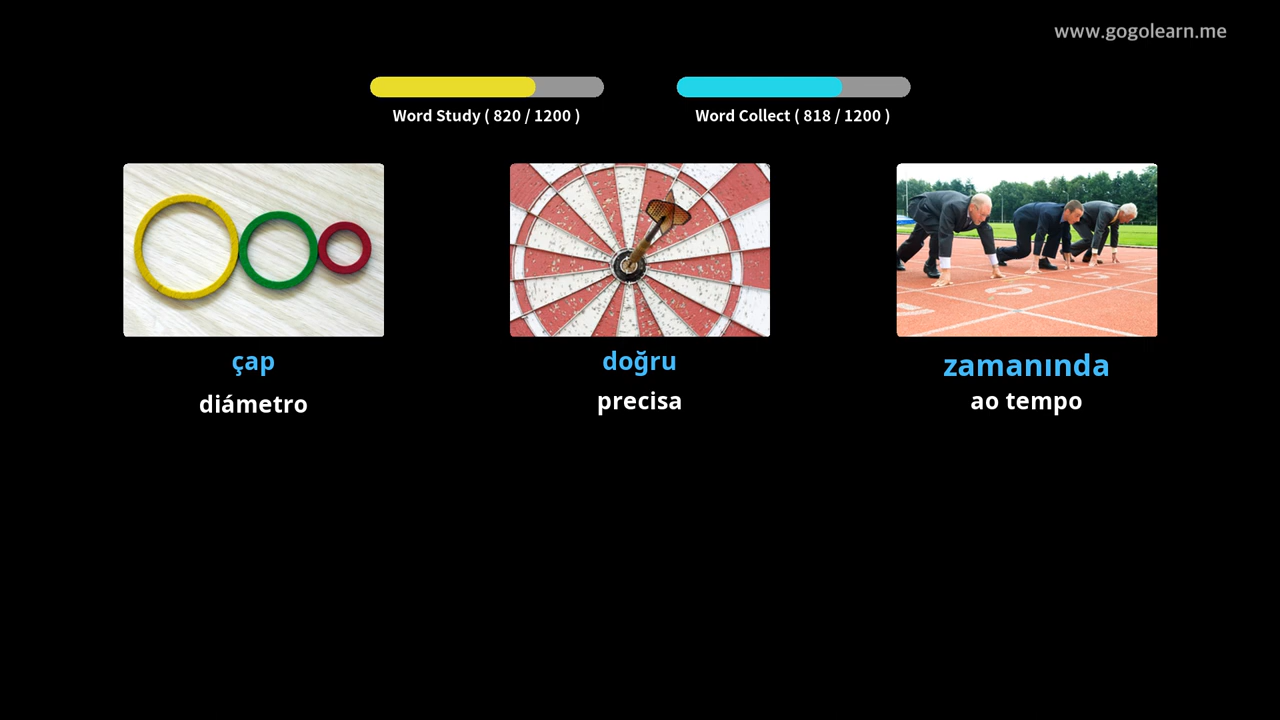 www.gogolearn.me
Word Study ( 820 / 1200 )
Word Collect ( 818 / 1200 )
çap
doğru
zamanında
diámetro
precisa
ao tempo